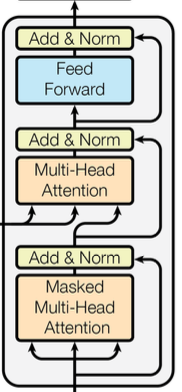 Add & Norm
Feed
Forward
Add & Norm
Multi-Head
Attention
Add & Norm
Masked
Multi-Head
Attention